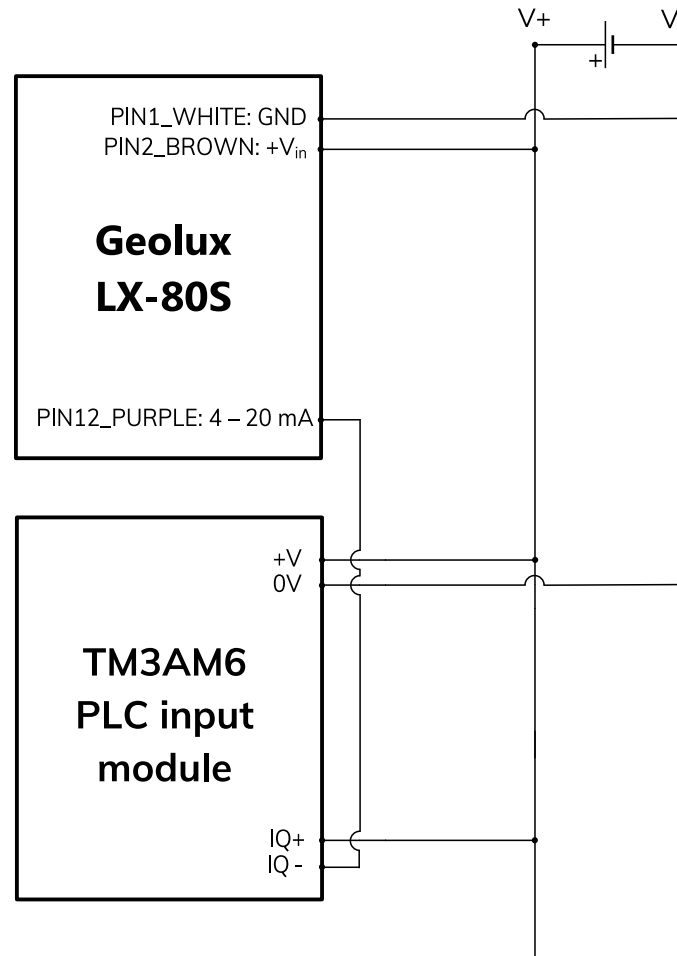 V+
V
+
PIN1_WHITE: GND
PIN2_BROWN: +Vin
Geolux
LX-80S
PIN12_PURPLE: 4 – 20 mA
+V
0V
TM3AM6
PLC input
module
IQ+
IQ -